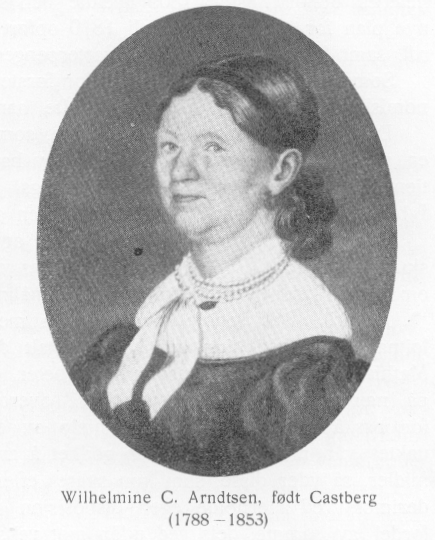 Wilhelmine C. Arndtsen, født Castberg
(1788 – 1853)